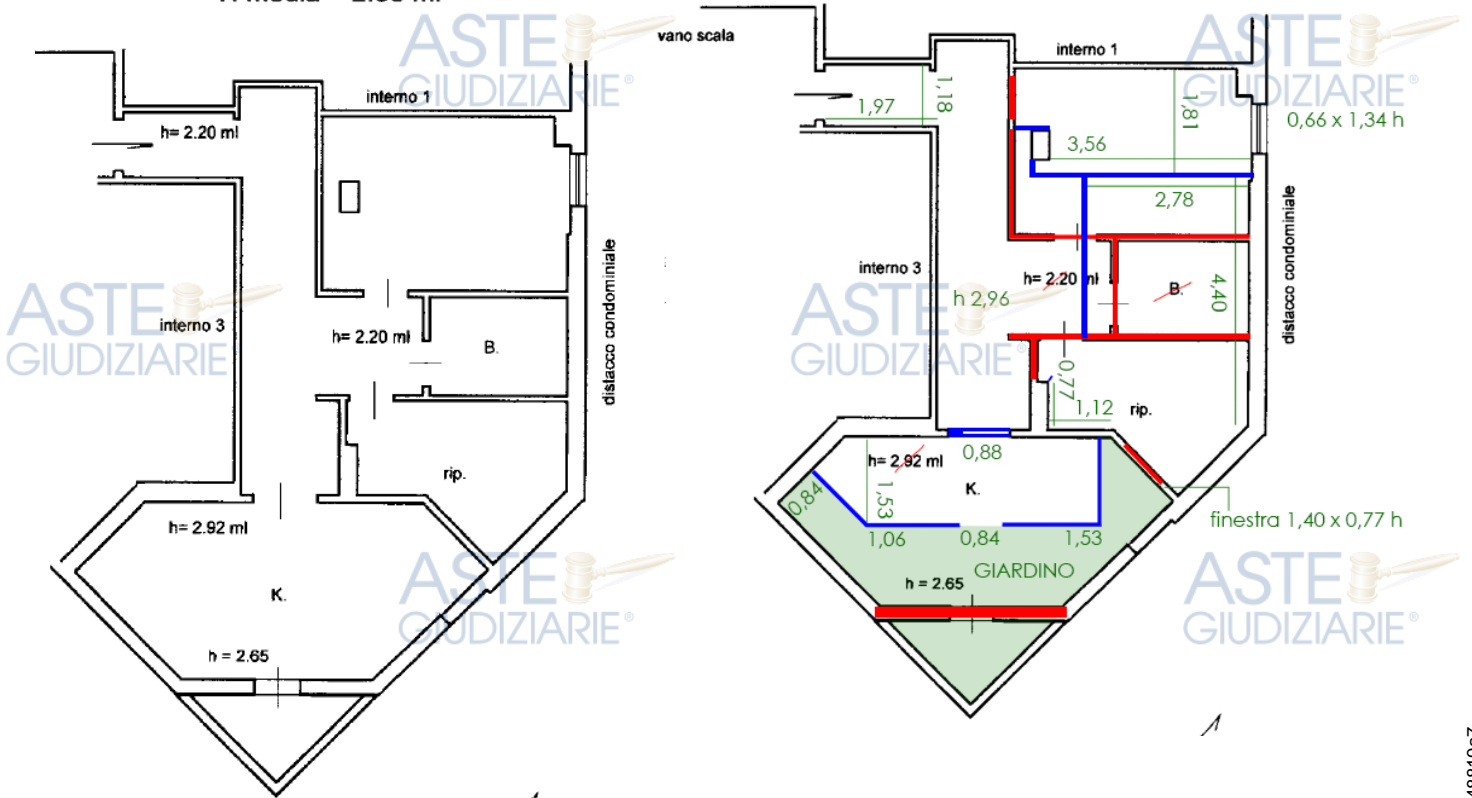 ASTE
GIUDIZIARIE®
interno 1
h= 2.20 ml
interno 3
h= 2.20 ml
B.
distacco condominiale
rip.
h= 2.92 ml
K.
h = 2.65
ASTE
GIUDIZIARIE
ASTE
GIUDIZIARIE®
vano scala
interno 1
ASTE
GIUDIZIARIE®
1,97
1,18
1,81
0,66 x 1,34 h
3,56
2,78
interno 3
h= 2.20 ml
h 2,96
B.
4,40
distacco condominiale
ASTE
GIUDIZIARIE®
0,77
1,12
rip.
h= 2.92 ml
0,88
K.
0,84
1,53
1,06
0,84
1,53
finestra 1,40 x 0,77 h
GIARDINO
h = 2.65
ASTE
GIUDIZIARIE®